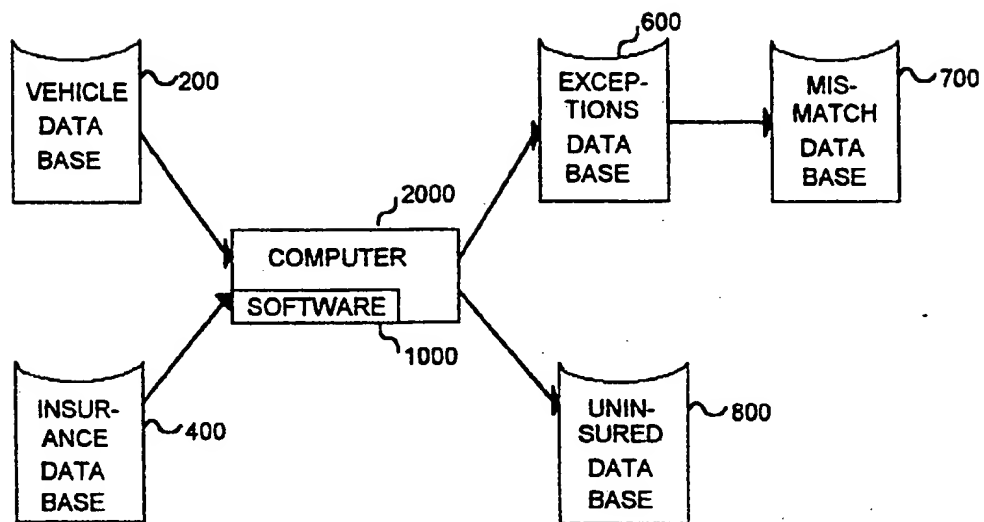 VEHICLE
DATA
BASE
200
INSUR-
ANCE
DATA
BASE
400
2000
COMPUTER
SOFTWARE
1000
600
EXCEP-
TIONS
DATA
BASE
MIS-
MATCH
DATA
BASE
700
UNIN-
SURED
DATA
BASE
800